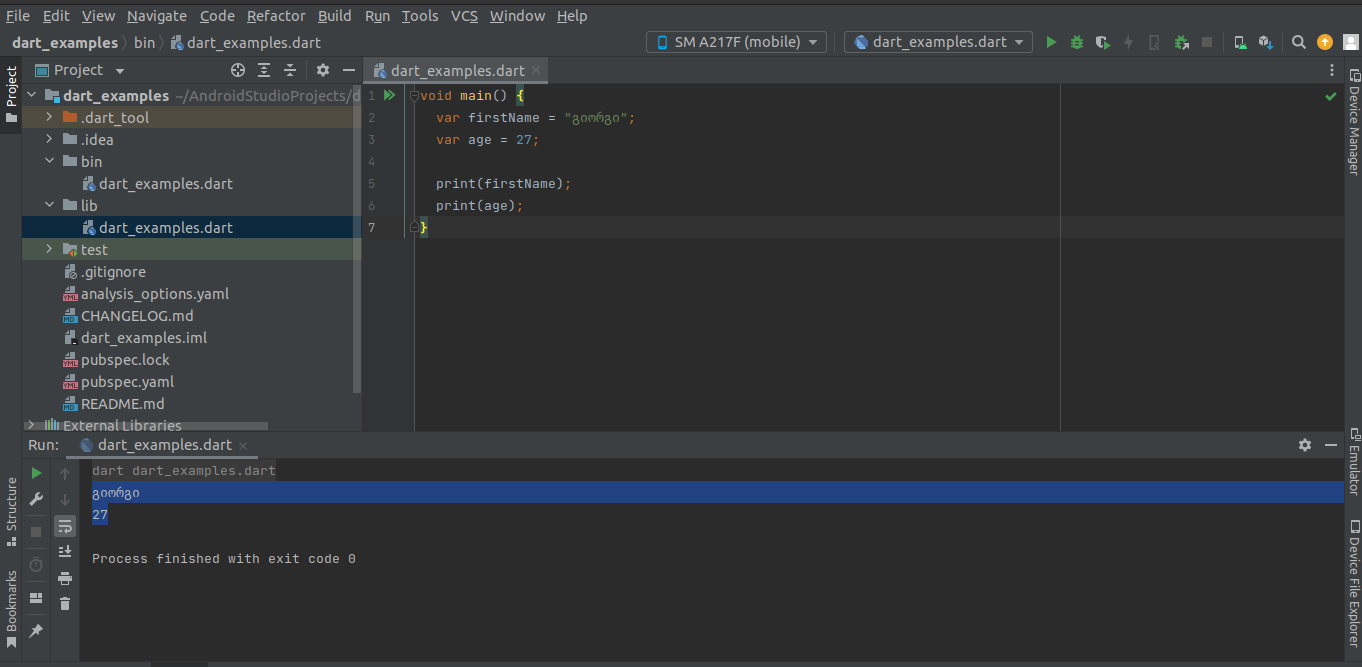 File Edit View Navigate Code Refactor Build Run Tools VCS Window Help
dart_examples bin dart_examples.dart SM A217F (mobile) dart_examples.dart
Project
Project
dart_examples.dart
dart_examples ~/AndroidStudioProjects/d
.dart_tool
.idea
bin
dart_examples.dart
lib
dart_examples.dart
test
.gitignore
analysis_options.yaml
CHANGELOG.md
dart_examples.iml
pubspec.lock
pubspec.yaml
README.md
External Libraries
1 void main() {
2 var firstName = "გიორგი";
3 var age = 27;
4
5 print(firstName);
6 print(age);
7 }
Device Manager
Run: dart_examples.dart
dart dart_examples.dart
გიორგი
27
Process finished with exit code 0
Structure
Bookmarks
Emulator
Device File Explorer